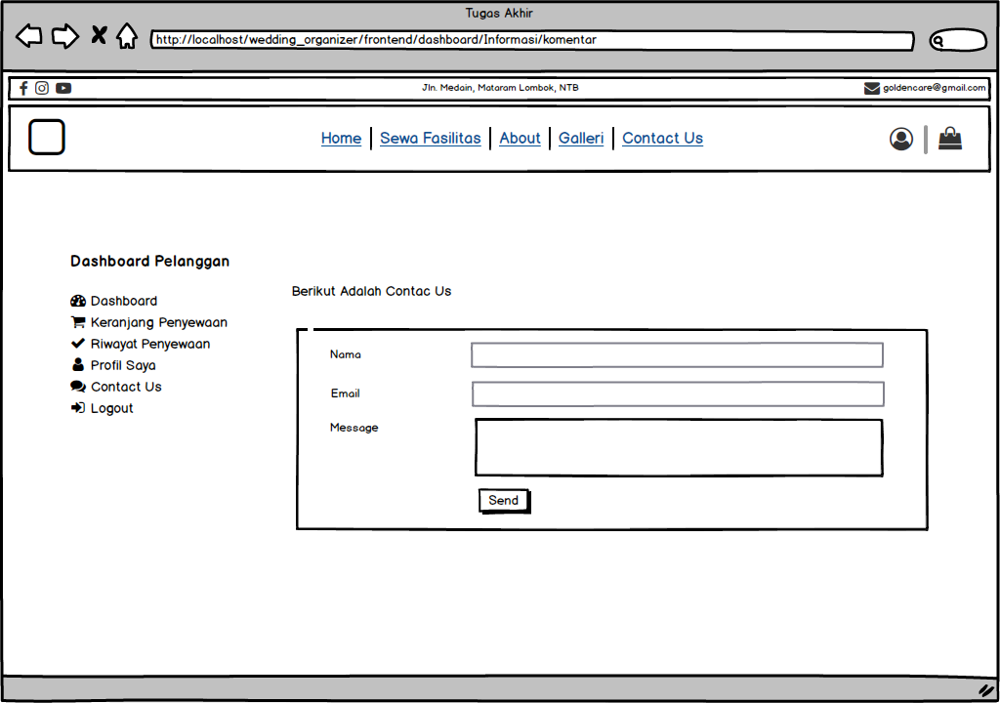 Tugas Akhir
http://localhost/wedding_organizer/frontend/dashboard/Informasi/komentar
Jln. Medain, Mataram Lombok, NTB
goldencare@gmail.com
Home
Sewa Fasilitas
About
Galleri
Contact Us
Dashboard Pelanggan
Dashboard
Keranjang Penyewaan
Riwayat Penyewaan
Profil Saya
Contact Us
Logout
Berikut Adalah Contac Us
Nama
Email
Message
Send